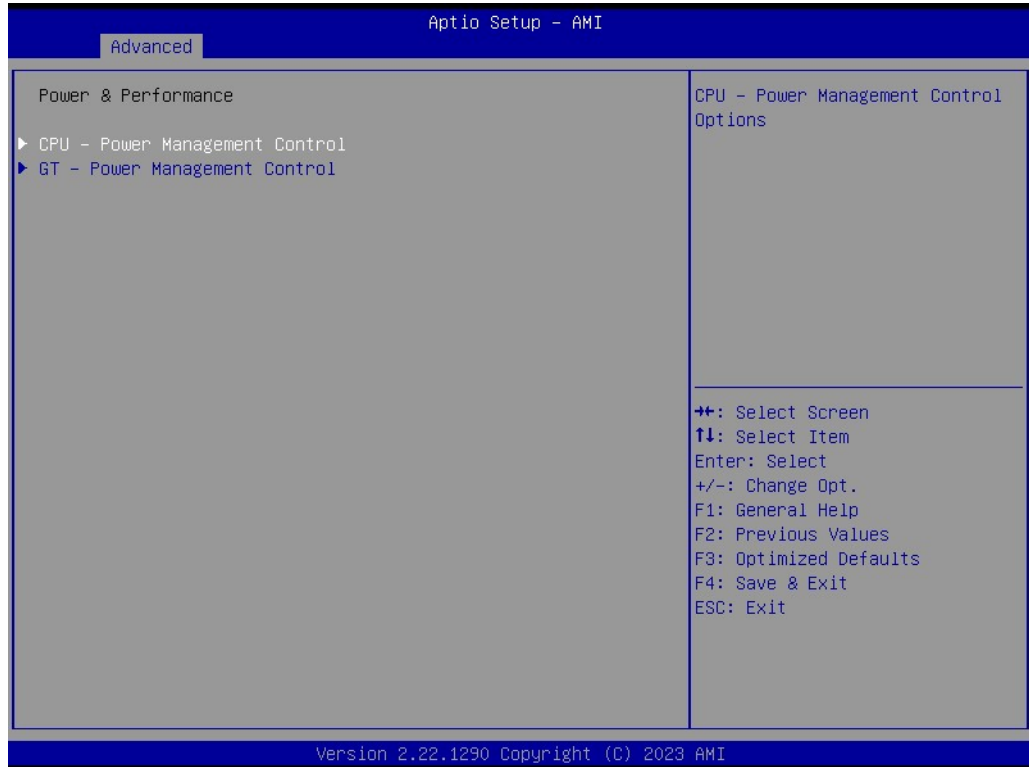 Aptio Setup – AMI
Advanced
Power & Performance
▶ CPU – Power Management Control
▶ GT – Power Management Control
CPU – Power Management Control
Options
→←: Select Screen
↑↓: Select Item
Enter: Select
+/-: Change Opt.
F1: General Help
F2: Previous Values
F3: Optimized Defaults
F4: Save & Exit
ESC: Exit
Version 2.22.1290 Copyright (C) 2023 AMI